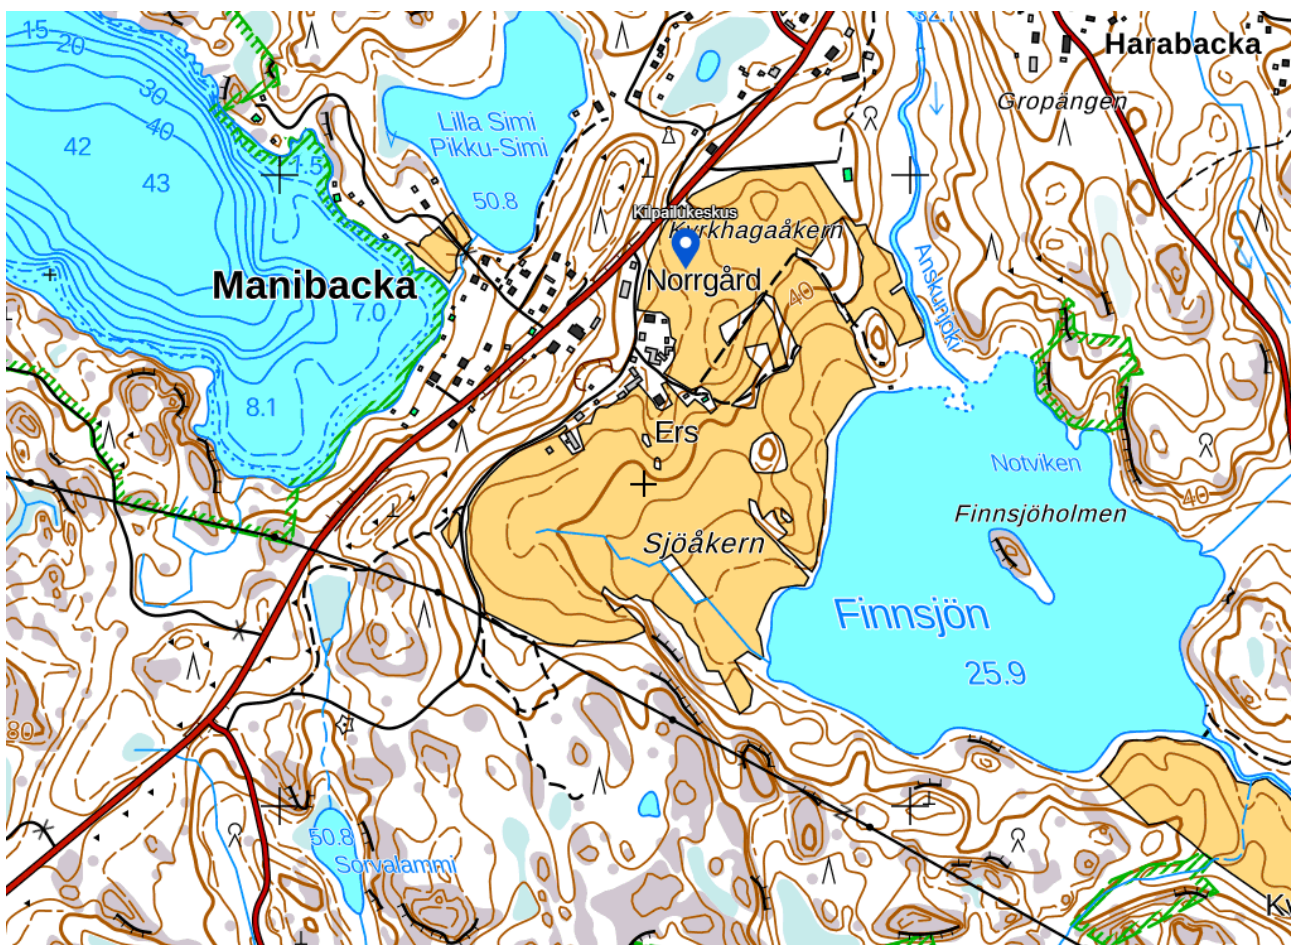 15
20
30
40
42
43
1.5
Lilla Simi
Pikku-Simi
50.8
Harabacka
Gropängen
Kilpailukeskus
Kyrkhagaåkern
Norrgård
40
Anskunjoki
Manibacka
7.0
8.1
Ers
Notviken
Finnsjöholmen
40
Sjöåkern
Finnsjön
25.9
80
50.8
Sorvalammi